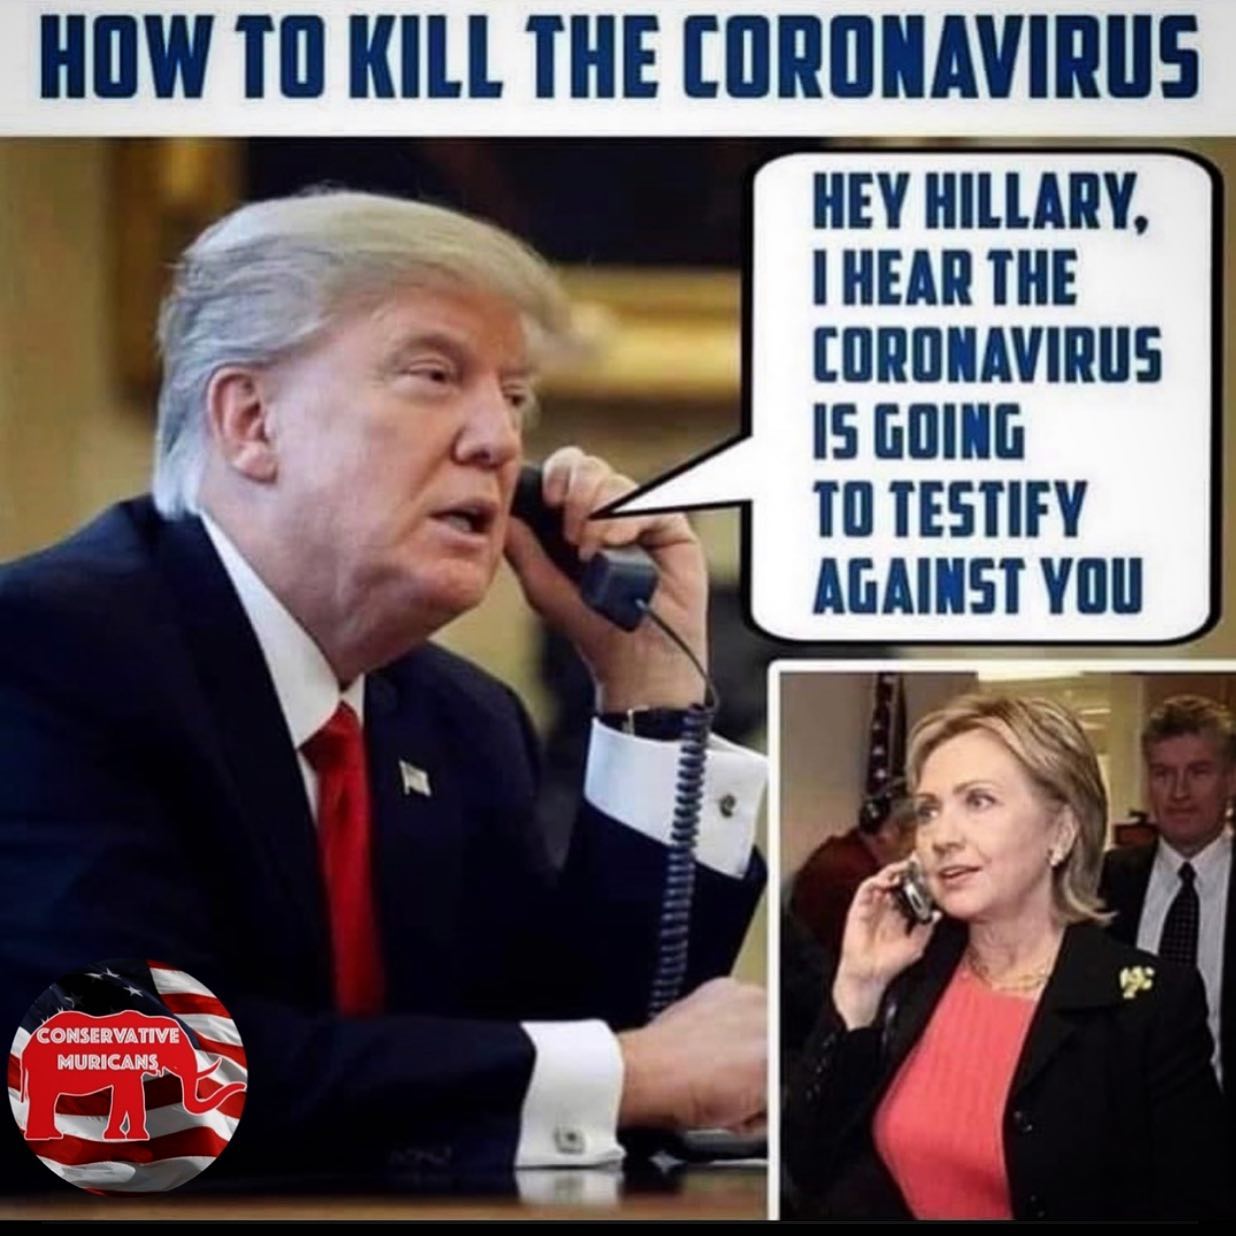 HOW TO KILL THE CORONAVIRUS
HEY HILLARY,
I HEAR THE
CORONAVIRUS
IS GOING
TO TESTIFY
AGAINST YOU
CONSERVATIVE
MURICANS